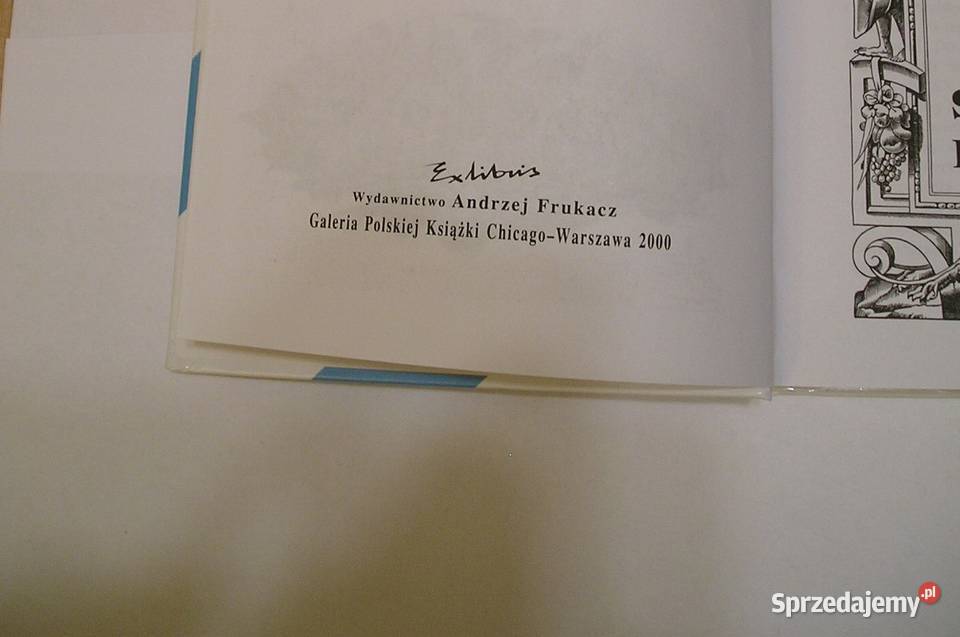 Exlibris
Wydawnictwo Andrzej Frukacz
Galeria Polskiej Książki Chicago–Warszawa 2000
Sprzedajemy.pl